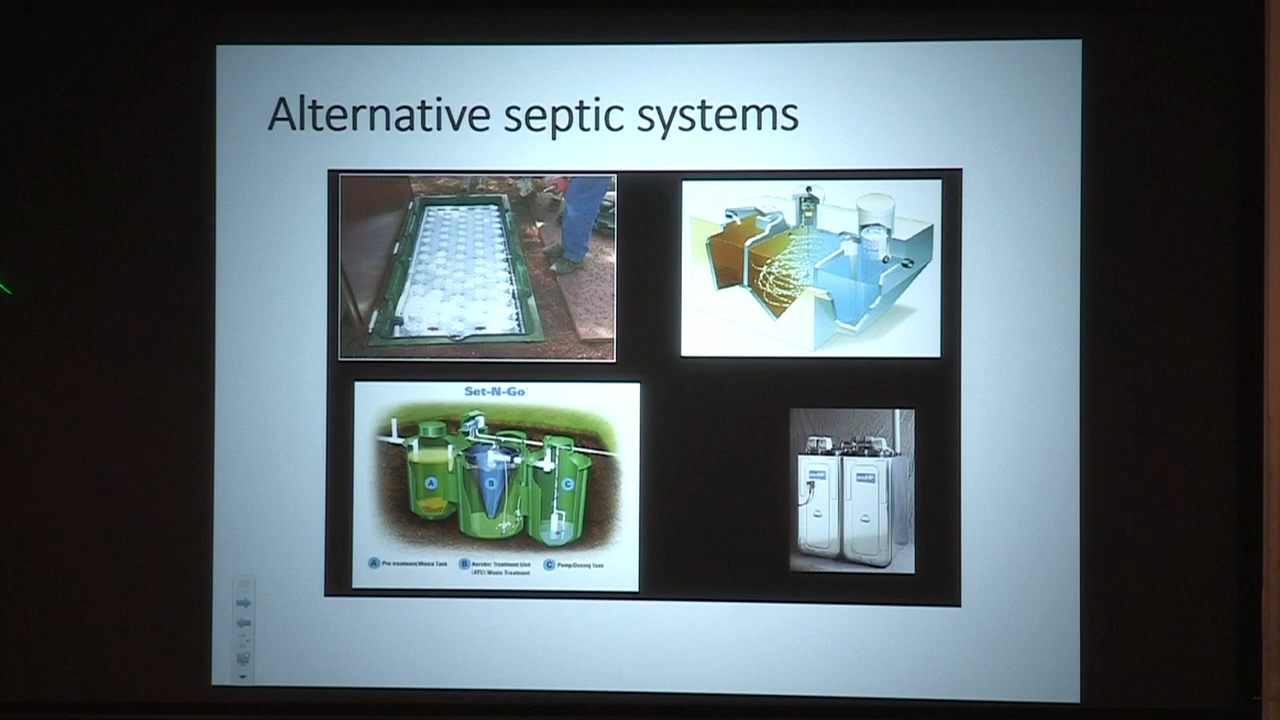 Alternative septic systems
Set-N-Go
A
B
C
A Pre-treatment/Waste Tank
B Aerobic Treatment Unit
(ATU) Waste Treatment
C Pump/Dosing Tank